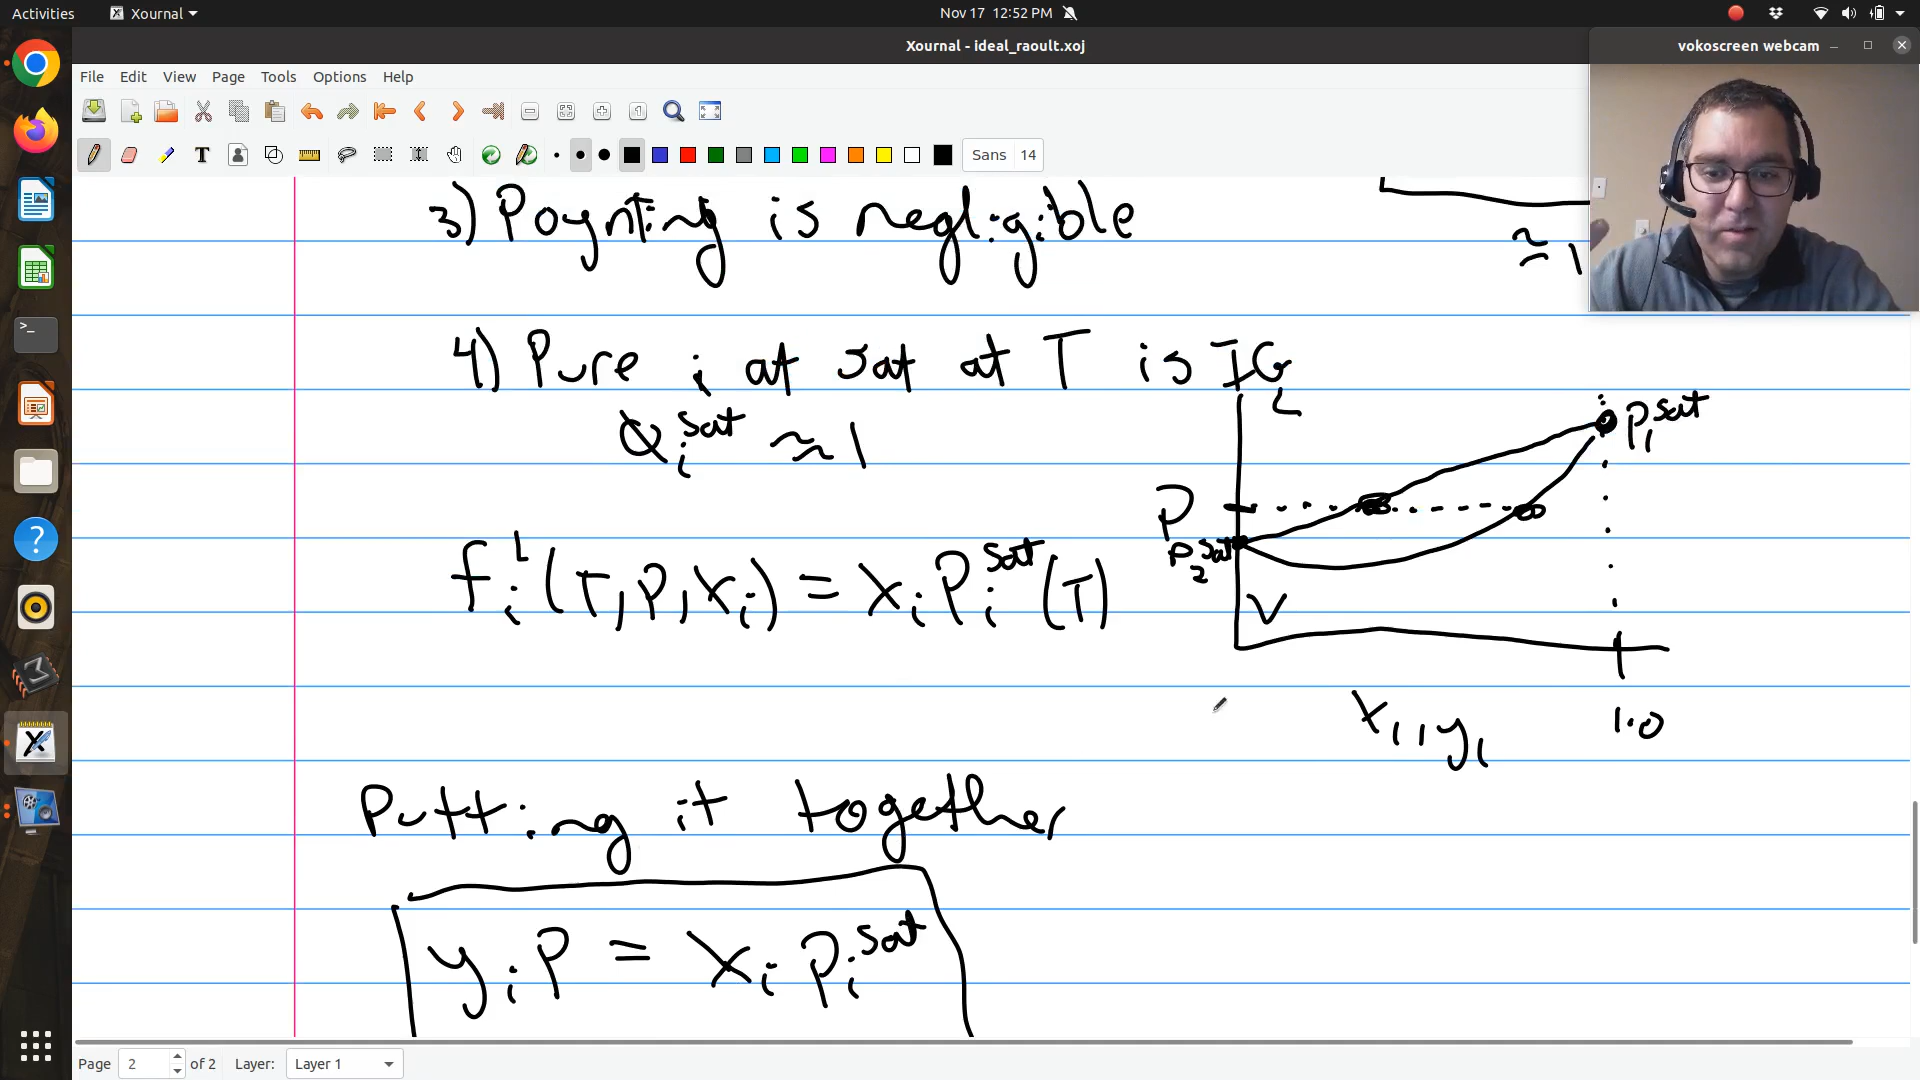 Activities Xournal Nov 17 12:52 PM
Xournal - ideal_raoult.xoj
vokoscreen webcam
File Edit View Page Tools Options Help
Sans 14
3) Poynting is negligible
≈ 1
4) Pure i at sat at T is IG
φ_i^sat ≈ 1
L
P_1^sat
P
P_2^sat
f_i^L (T, P, x_i) = x_i P_i^sat (T)
V
x_1, y_1
1.0
Putting it together
y_i P = x_i P_i^sat
Page 2 of 2 Layer: Layer 1